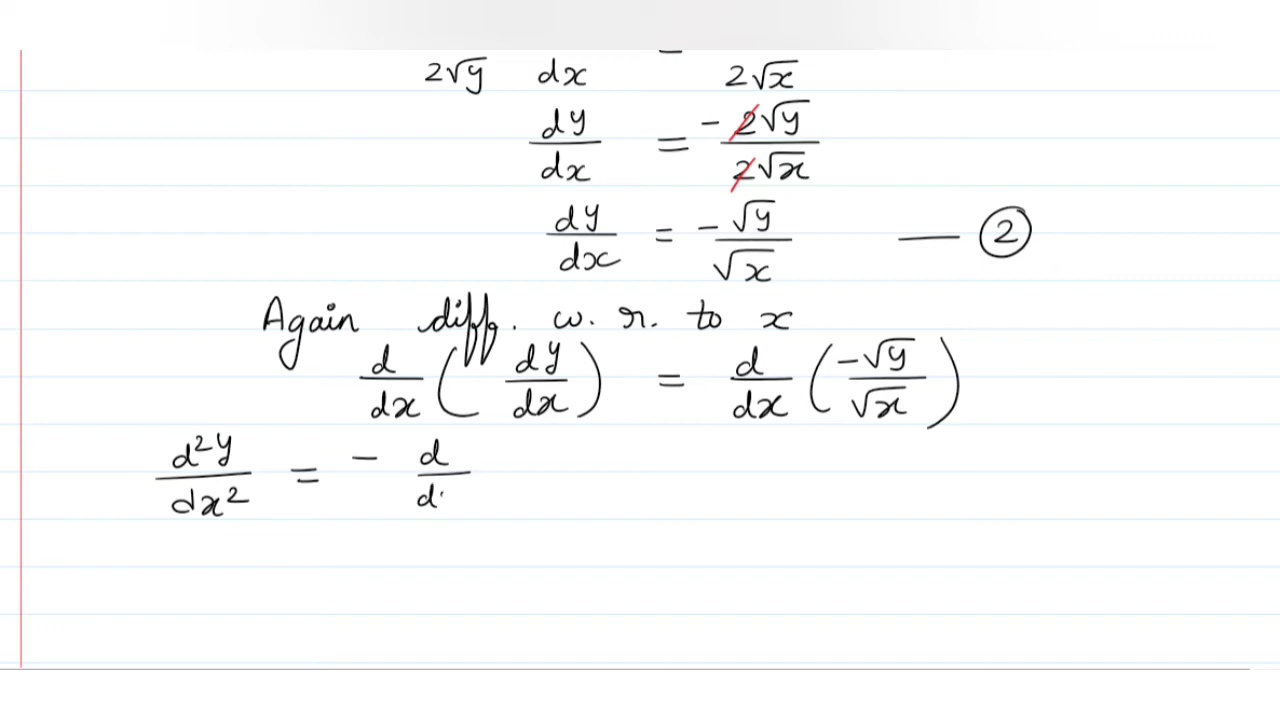 2√y dx = 2√x
dy/dx = -2√y/2√x
dy/dx = -√y/√x — ②
Again diff. w. r. to x
d/dx (dy/dx) = d/dx (-√y/√x)
d²y/dx² = - d/d